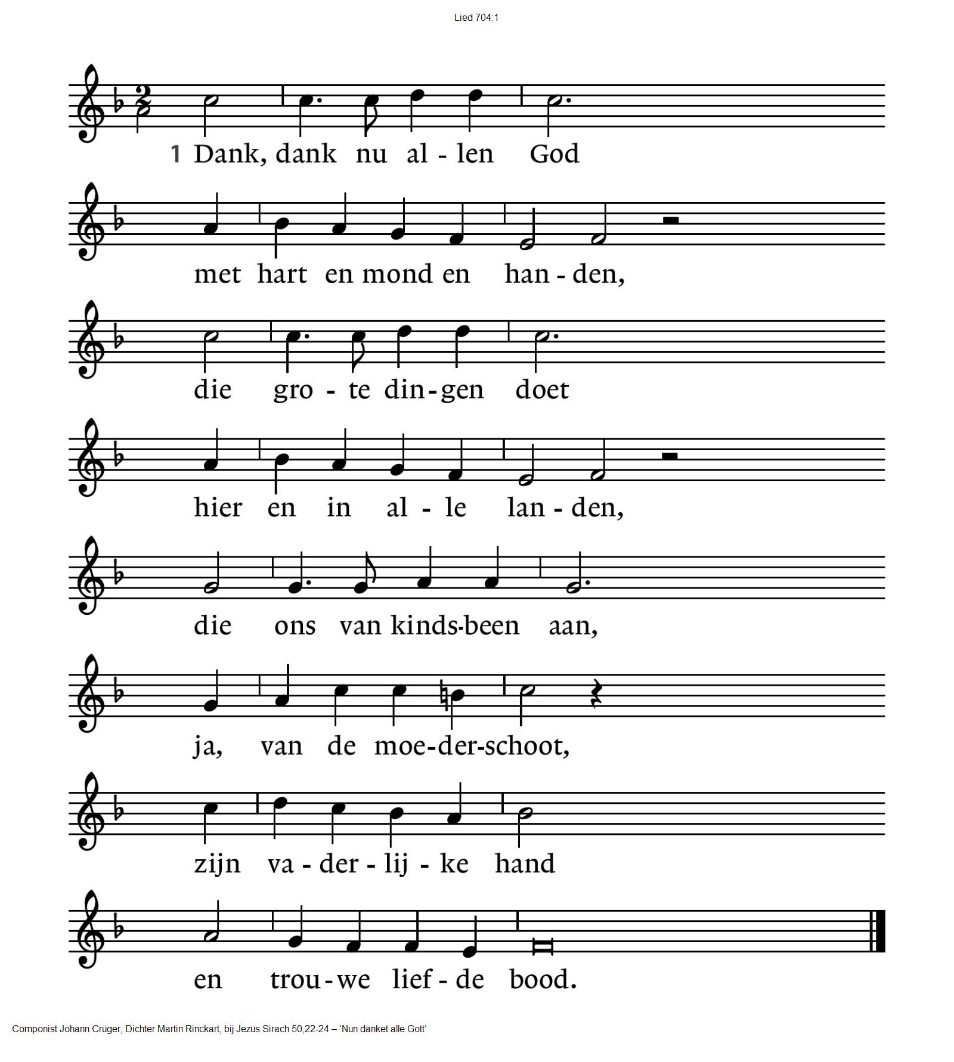 Lied 704:1
2
1 Dank, dank nu al - len God
met hart en mond en han - den,
die gro - te din - gen doet
hier en in al - le lan - den,
die ons van kinds-been aan,
ja, van de moe-der-schoot,
zijn va - der - lij - ke hand
en trou - we lief - de bood.
Componist Johann Crüger, Dichter Martin Rinckart, bij Jezus Sirach 50,22-24 – 'Nun danket alle Gott'